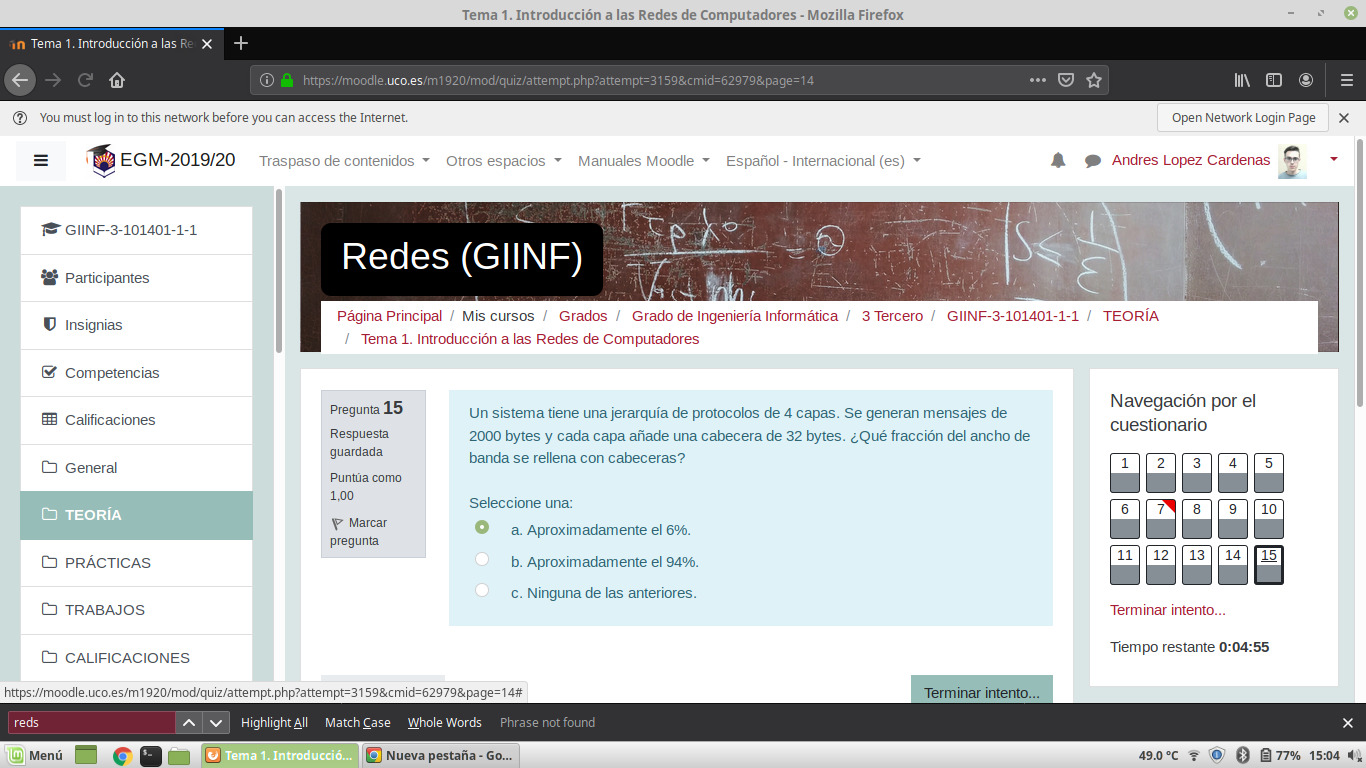 Tema 1. Introducción a las Redes de Computadores - Mozilla Firefox
Tema 1. Introducción a las Re
https://moodle.uco.es/m1920/mod/quiz/attempt.php?attempt=3159&cmid=62979&page=14
You must log in to this network before you can access the Internet.
Open Network Login Page
EGM-2019/20
Traspaso de contenidos
Otros espacios
Manuales Moodle
Español - Internacional (es)
Andres Lopez Cardenas
GIINF-3-101401-1-1
Participantes
Insignias
Competencias
Calificaciones
General
TEORÍA
PRÁCTICAS
TRABAJOS
CALIFICACIONES
Redes (GIINF)
Página Principal / Mis cursos / Grados / Grado de Ingeniería Informática / 3 Tercero / GIINF-3-101401-1-1 / TEORÍA
/ Tema 1. Introducción a las Redes de Computadores
Pregunta 15
Respuesta
guardada
Puntúa como
1,00
Marcar
pregunta
Un sistema tiene una jerarquía de protocolos de 4 capas. Se generan mensajes de
2000 bytes y cada capa añade una cabecera de 32 bytes. ¿Qué fracción del ancho de
banda se rellena con cabeceras?
Seleccione una:
a. Aproximadamente el 6%.
b. Aproximadamente el 94%.
c. Ninguna de las anteriores.
Terminar intento...
Navegación por el
cuestionario
1 2 3 4 5
6 7 8 9 10
11 12 13 14 15
Terminar intento...
Tiempo restante 0:04:55
https://moodle.uco.es/m1920/mod/quiz/attempt.php?attempt=3159&cmid=62979&page=14#
reds
Highlight All
Match Case
Whole Words
Phrase not found
Menú
Tema 1. Introducció...
Nueva pestaña - Go...
49.0 °C
77%
15:04